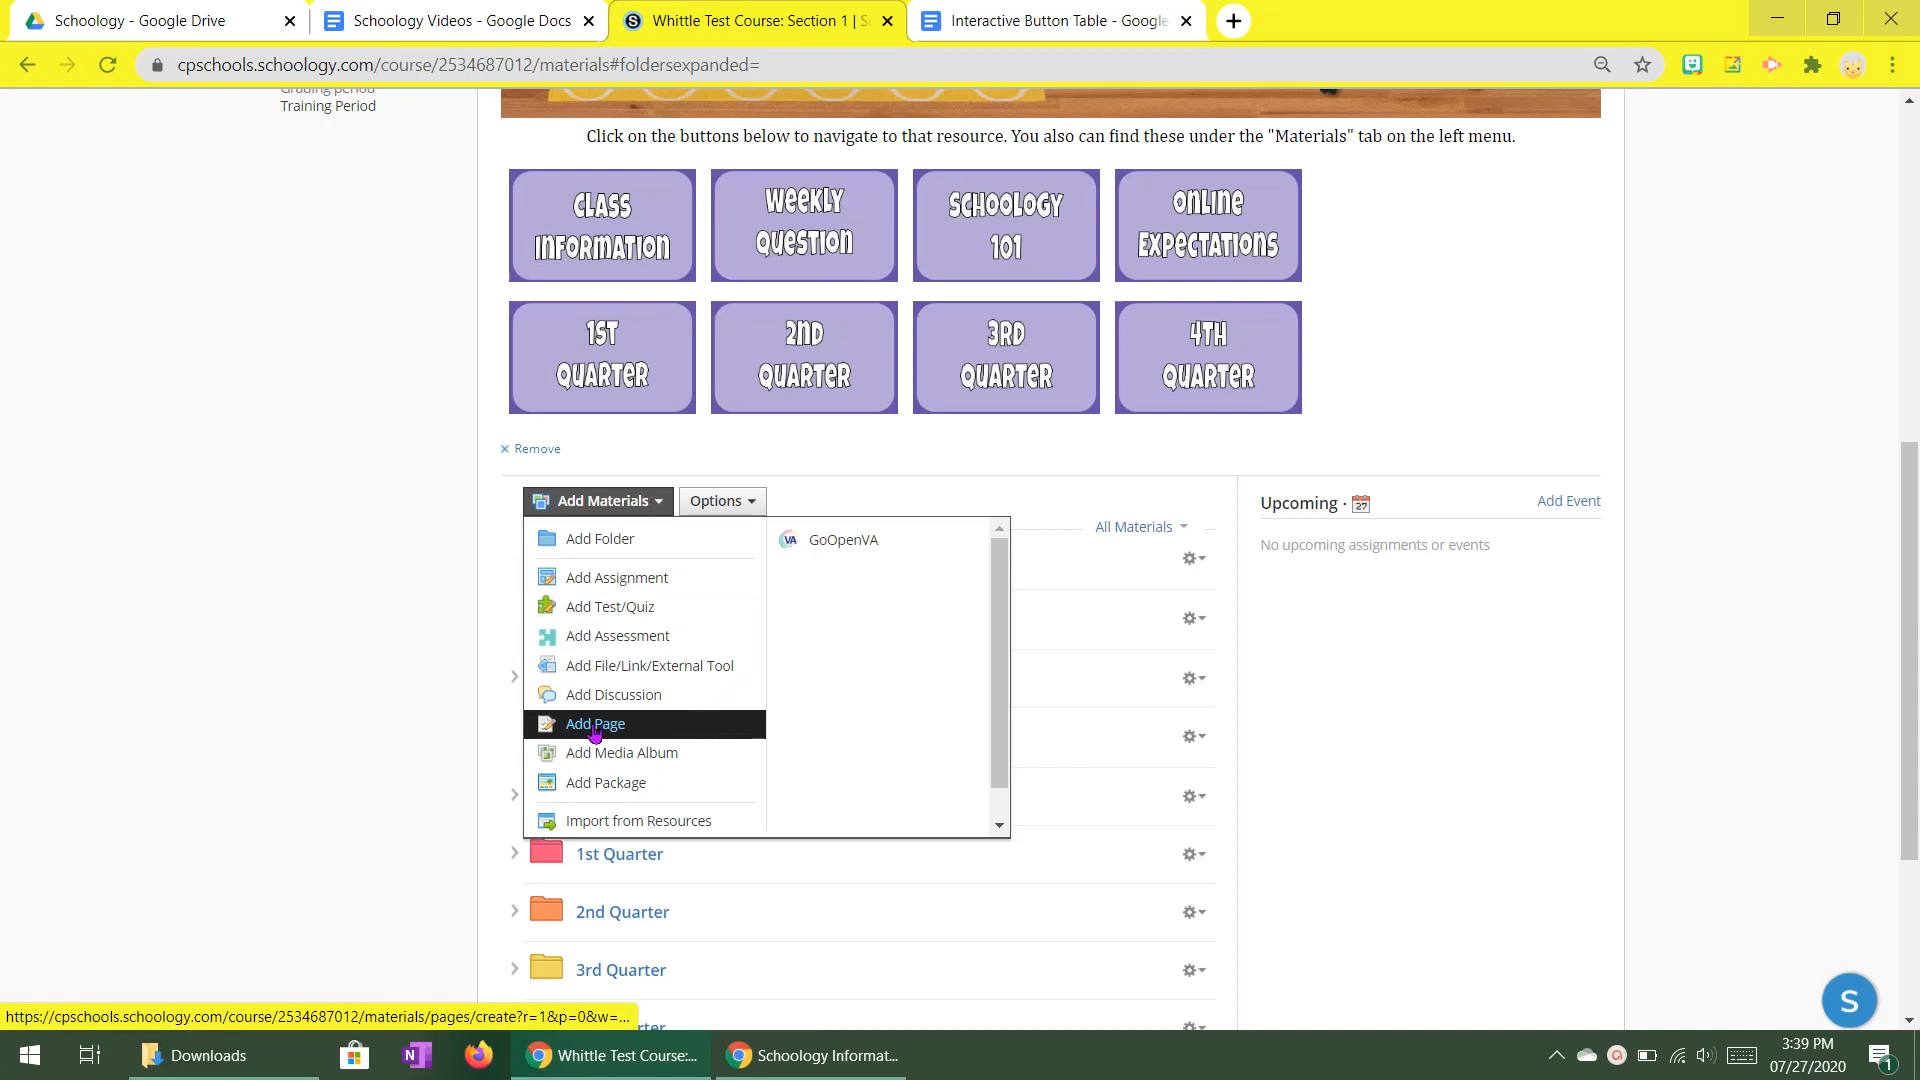 Schoology - Google Drive
Schoology Videos - Google Docs
Whittle Test Course: Section 1 | S
Interactive Button Table - Google
cpschools.schoology.com/course/2534687012/materials#foldersexpanded=
Grading period
Training Period
Click on the buttons below to navigate to that resource. You also can find these under the "Materials" tab on the left menu.
CLASS
INFORMATION
WEEKLY
QUESTION
SCHOOLOGY
101
ONLINE
EXPECTATIONS
1ST
QUARTER
2ND
QUARTER
3RD
QUARTER
4TH
QUARTER
Remove
Add Materials
Options
All Materials
Upcoming ·
27
Add Event
No upcoming assignments or events
Add Folder
Add Assignment
Add Test/Quiz
Add Assessment
Add File/Link/External Tool
Add Discussion
Add Page
Add Media Album
Add Package
Import from Resources
VA
GoOpenVA
1st Quarter
2nd Quarter
3rd Quarter
rter
S
https://cpschools.schoology.com/course/2534687012/materials/pages/create?r=1&p=0&w=...
Downloads
N
Whittle Test Course:...
Schoology Informat...
3:39 PM
07/27/2020
1